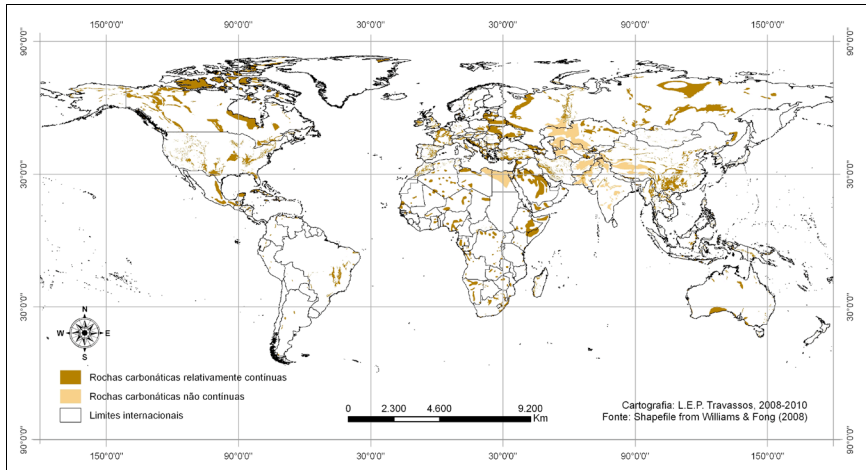 150°0'0" 90°0'0" 30°0'0" 30°0'0" 90°0'0" 150°0'0"
90°0'0" 90°0'0"
30°0'0" 30°0'0"
30°0'0" 30°0'0"
90°0'0" 90°0'0"
N
W E
S
Rochas carbonáticas relativamente contínuas
Rochas carbonáticas não contínuas
Limites internacionais
0 2.300 4.600 9.200
Km
Cartografia: L.E.P. Travassos, 2008-2010
Fonte: Shapefile from Williams & Fong (2008)
150°0'0" 90°0'0" 30°0'0" 30°0'0" 90°0'0" 150°0'0"